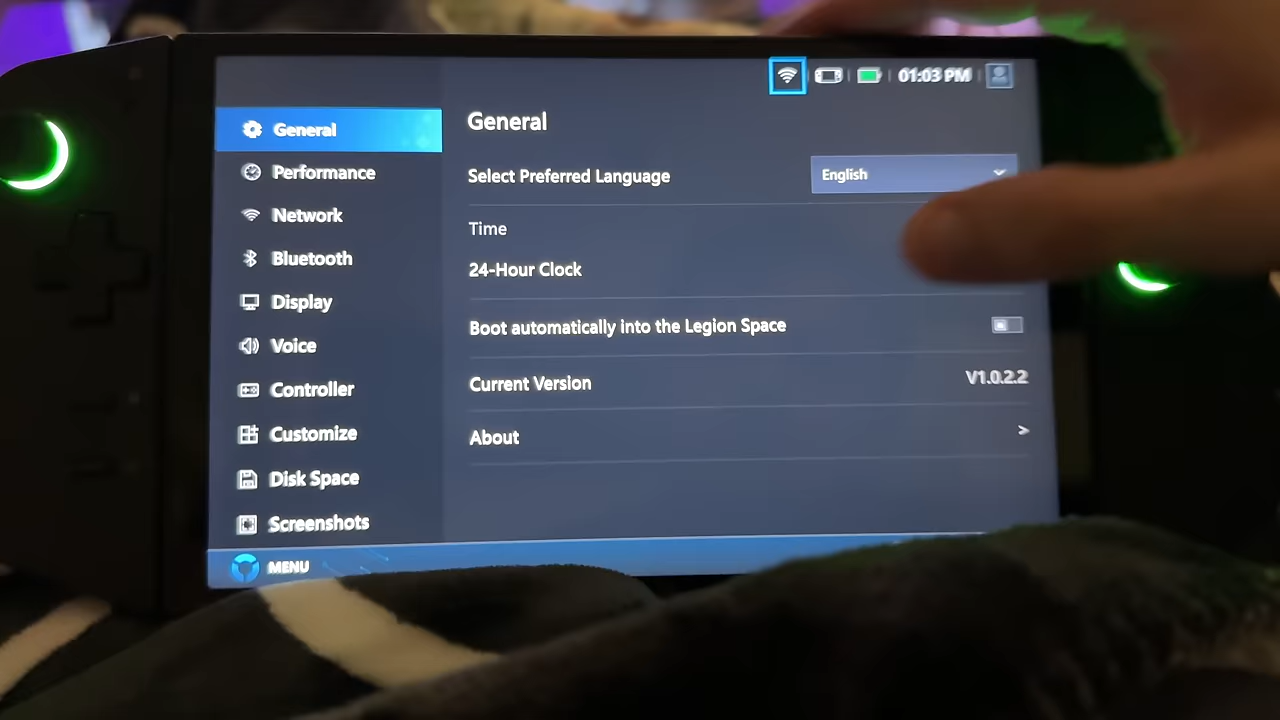 01:03 PM
General
Performance
Network
Bluetooth
Display
Voice
Controller
Customize
Disk Space
Screenshots
MENU
General
Select Preferred Language
English
Time
24-Hour Clock
Boot automatically into the Legion Space
Current Version
V1.0.2.2
About
>